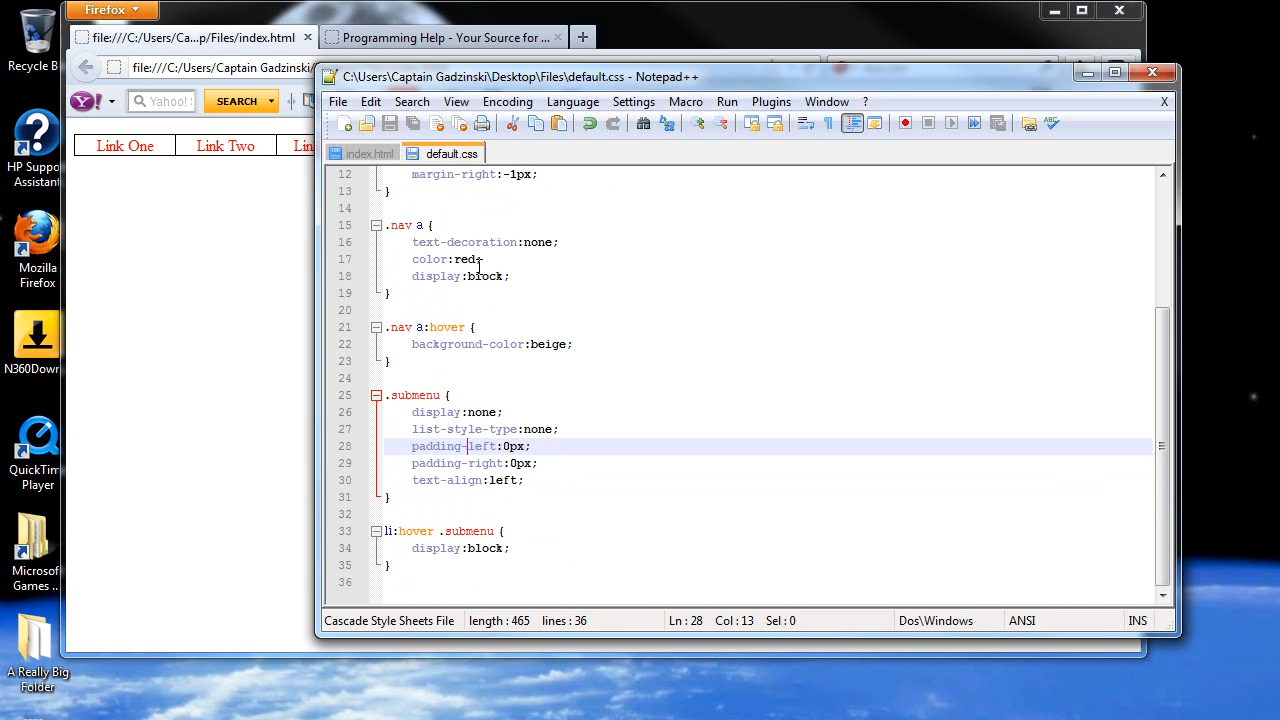 Recycle B
HP Suppo
Assistant
Mozilla
Firefox
N360Down
QuickTime
Player
Microsof
Games ...
A Really Big
Folder
Firefox
file:///C:/Users/Ca...p/Files/index.html
Programming Help - Your Source for ...
file:///C:/Users/Captain Gadzinski/
Yahoo!
SEARCH
Link One
Link Two
Lin
C:\Users\Captain Gadzinski\Desktop\Files\default.css - Notepad++
File Edit Search View Encoding Language Settings Macro Run Plugins Window ? X
index.html
default.css
12 margin-right:-1px;
13 }
14
15 .nav a {
16 text-decoration:none;
17 color:red;
18 display:block;
19 }
20
21 .nav a:hover {
22 background-color:beige;
23 }
24
25 .submenu {
26 display:none;
27 list-style-type:none;
28 padding-left:0px;
29 padding-right:0px;
30 text-align:left;
31 }
32
33 li:hover .submenu {
34 display:block;
35 }
36
Cascade Style Sheets File length : 465 lines : 36 Ln : 28 Col : 13 Sel : 0 Dos\Windows ANSI INS